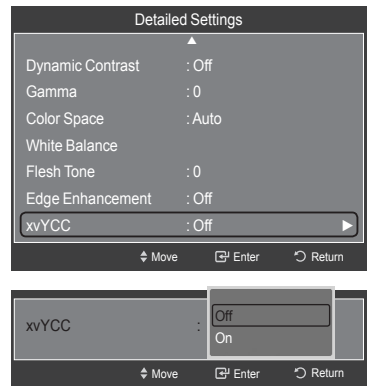 Detailed Settings
Dynamic Contrast : Off
Gamma : 0
Color Space : Auto
White Balance
Flesh Tone : 0
Edge Enhancement : Off
xvYCC : Off
Move Enter Return
xvYCC : Off
On
Move Enter Return